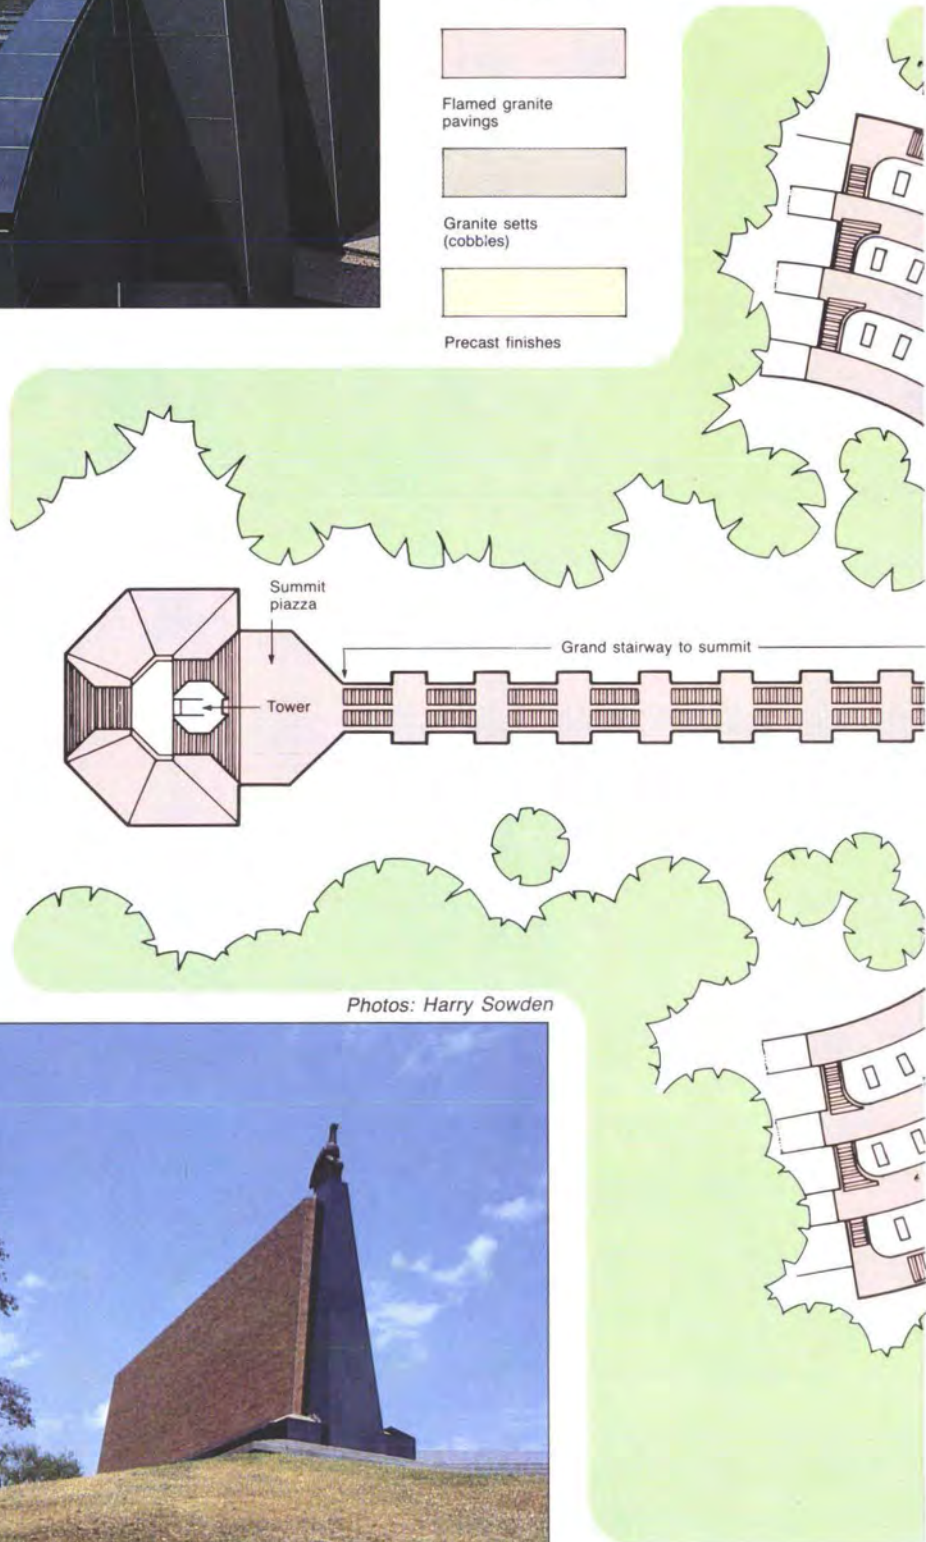 Flamed granite
pavings
Granite setts
(cobbles)
Precast finishes
Summit
piazza
Grand stairway to summit
Tower
Photos: Harry Sowden